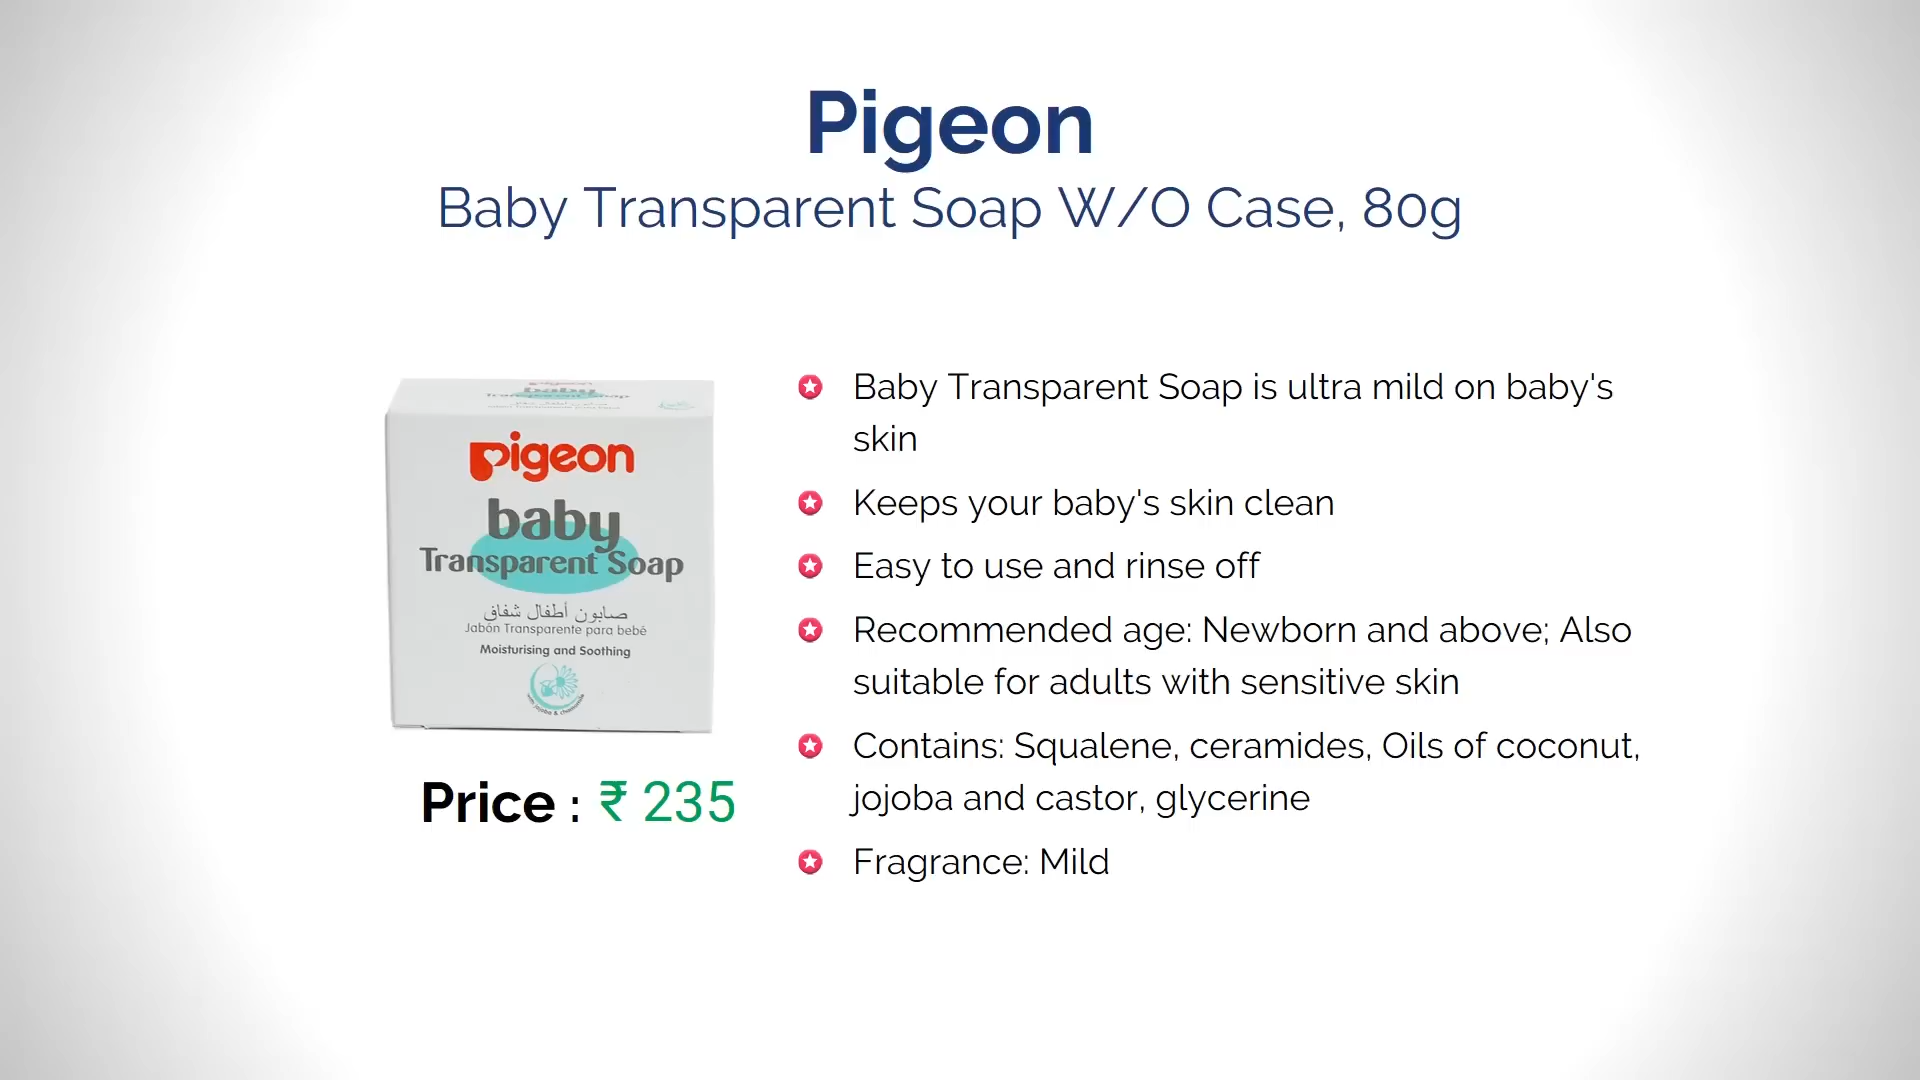 Pigeon
Baby Transparent Soap W/O Case, 80g
baby
pigeon
baby
Transparent Soap
صابون أطفال شفاف
Jabón Transparente para bebé
Moisturising and Soothing
jojoba & chamomile
Price : ₹ 235
Baby Transparent Soap is ultra mild on baby's
skin
Keeps your baby's skin clean
Easy to use and rinse off
Recommended age: Newborn and above; Also
suitable for adults with sensitive skin
Contains: Squalene, ceramides, Oils of coconut,
jojoba and castor, glycerine
Fragrance: Mild